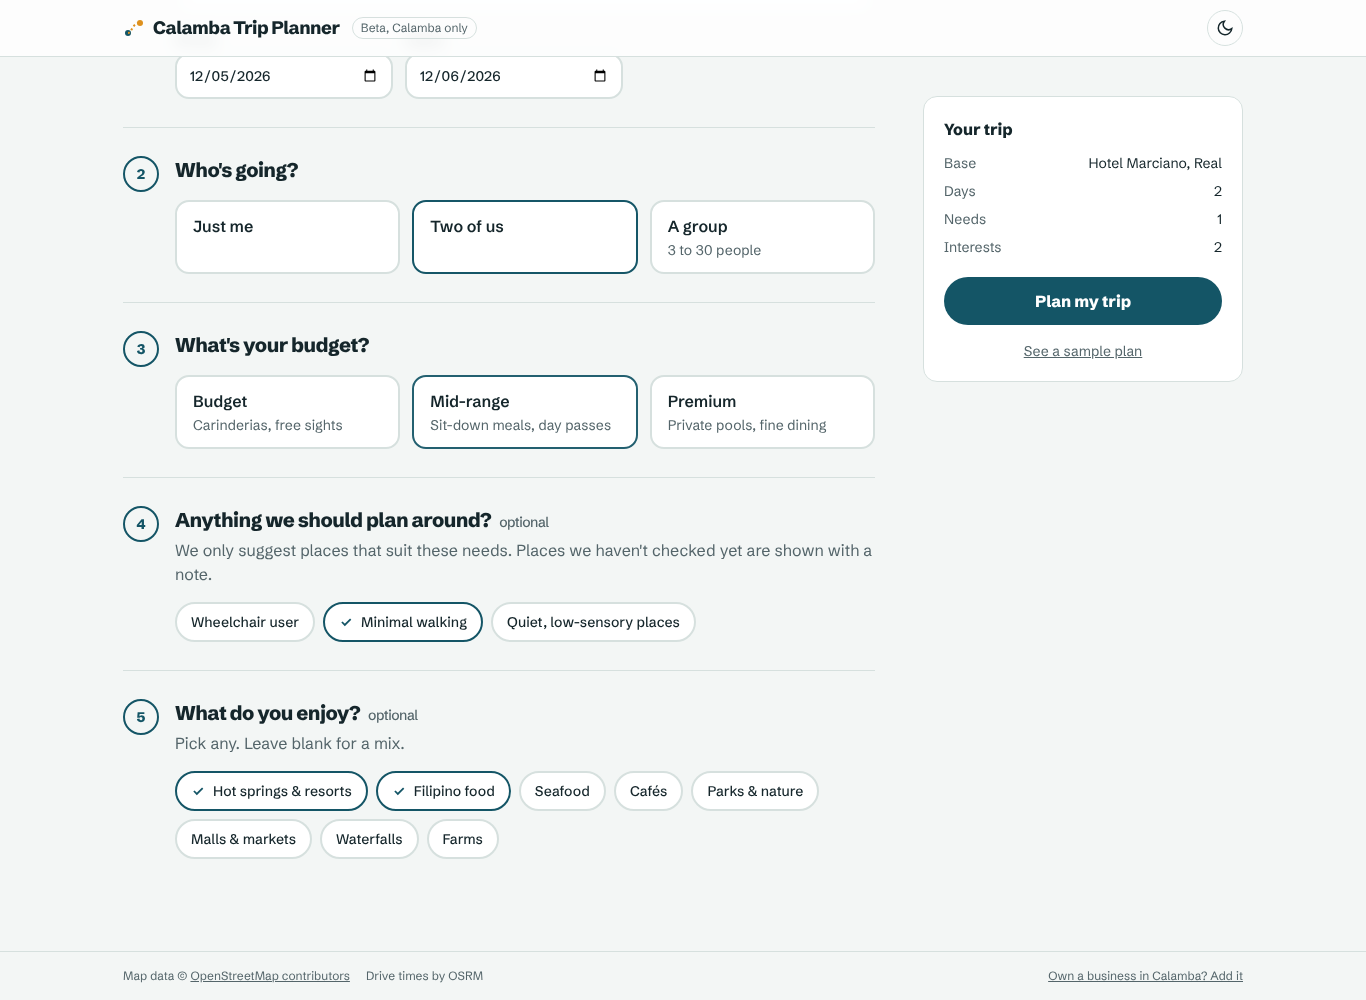 Calamba Trip Planner
Beta, Calamba only
12/05/2026
12/06/2026
2
Who's going?
Just me
Two of us
A group
3 to 30 people
3
What's your budget?
Budget
Carinderias, free sights
Mid-range
Sit-down meals, day passes
Premium
Private pools, fine dining
4
Anything we should plan around? optional
We only suggest places that suit these needs. Places we haven't checked yet are shown with a
note.
Wheelchair user
Minimal walking
Quiet, low-sensory places
5
What do you enjoy? optional
Pick any. Leave blank for a mix.
Hot springs & resorts
Filipino food
Seafood
Cafés
Parks & nature
Malls & markets
Waterfalls
Farms
Your trip
Base Hotel Marciano, Real
Days 2
Needs 1
Interests 2
Plan my trip
See a sample plan
Map data © OpenStreetMap contributors
Drive times by OSRM
Own a business in Calamba? Add it